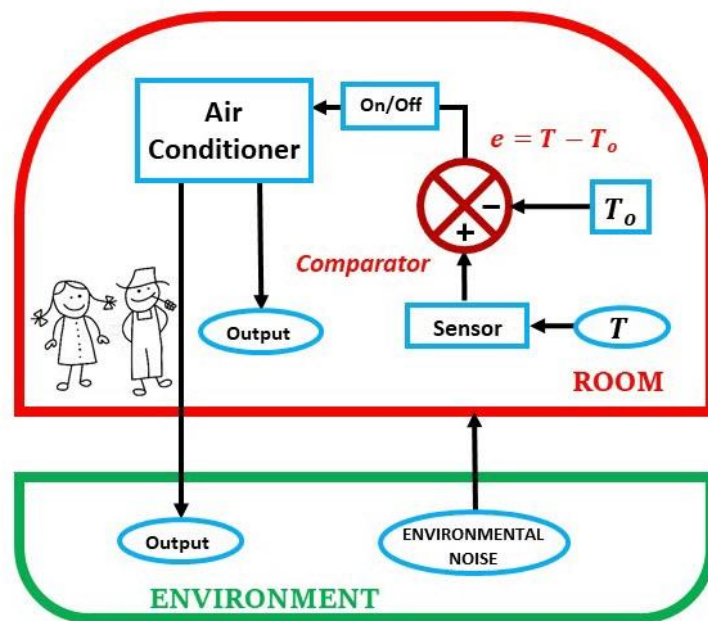 Air
Conditioner
On/Off
e = T − Tₒ
−
+
Tₒ
Comparator
Output
Sensor
T
ROOM
Output
ENVIRONMENTAL
NOISE
ENVIRONMENT